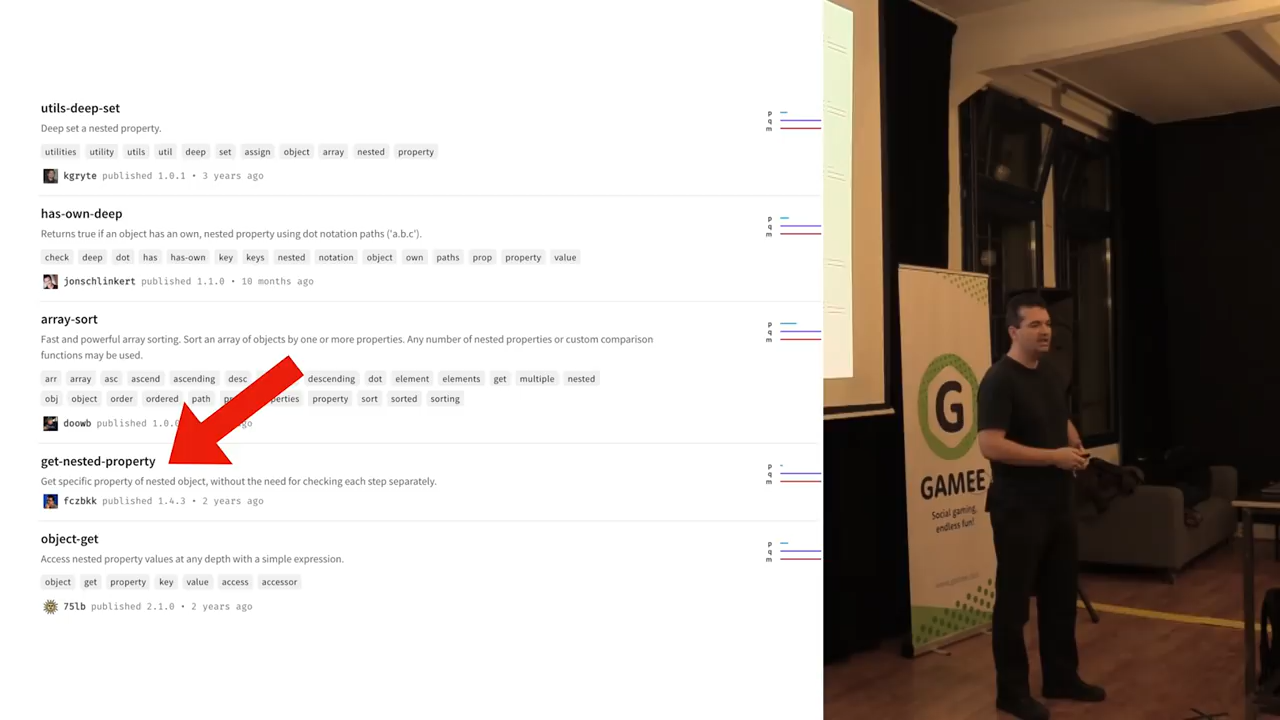 utils-deep-set
Deep set a nested property.
utilities utility utils util deep set assign object array nested property
kgryte published 1.0.1 • 3 years ago
p
q
m
has-own-deep
Returns true if an object has an own, nested property using dot notation paths ('a.b.c').
check deep dot has has-own key keys nested notation object own paths prop property value
jonschlinkert published 1.1.0 • 10 months ago
p
q
m
array-sort
Fast and powerful array sorting. Sort an array of objects by one or more properties. Any number of nested properties or custom comparison
functions may be used.
arr array asc ascend ascending desc descending dot element elements get multiple nested
obj object order ordered path property sort sorted sorting
doowb published 1.0.
p
q
m
get-nested-property
Get specific property of nested object, without the need for checking each step separately.
fczbkk published 1.4.3 • 2 years ago
p
q
m
object-get
Access nested property values at any depth with a simple expression.
object get property key value access accessor
75lb published 2.1.0 • 2 years ago
p
q
m
G
GAMEE
Social gaming,
endless fun!